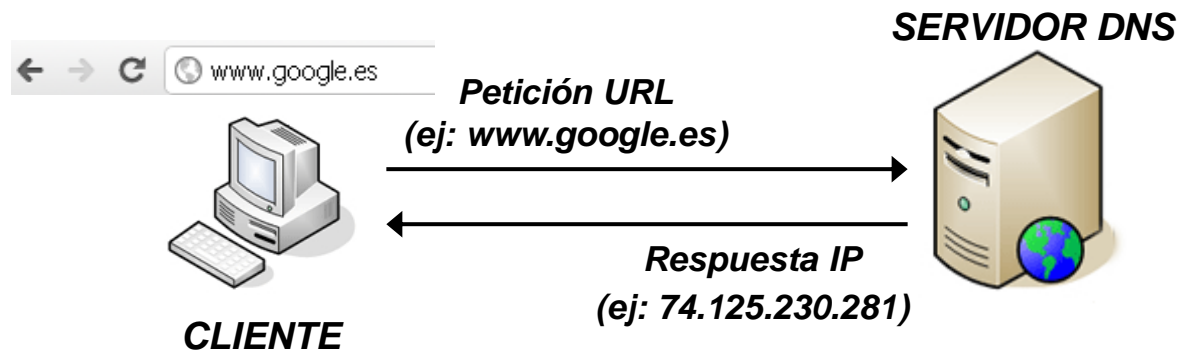 SERVIDOR DNS
www.google.es
Petición URL
(ej: www.google.es)
Respuesta IP
(ej: 74.125.230.281)
CLIENTE